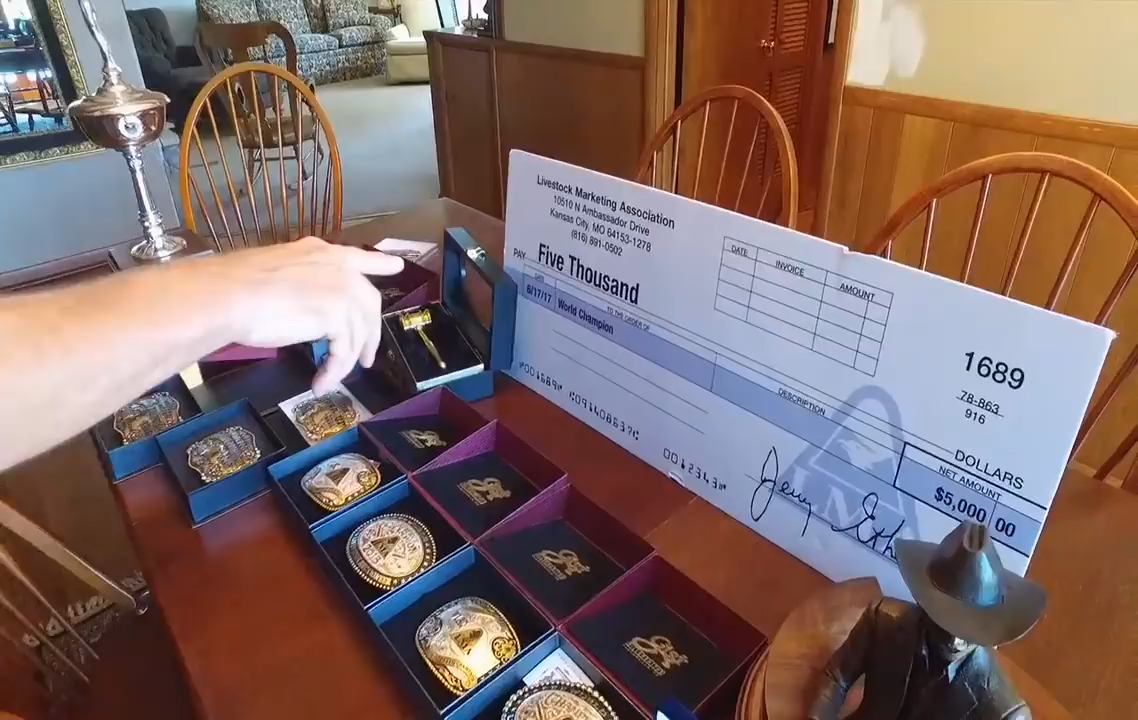 Livestock Marketing Association
10510 N Ambassador Drive
Kansas City, MO 64153-1278
(816) 891-0502
PAY
Five Thousand
DATE
INVOICE
AMOUNT
DATE
TO THE ORDER OF
6/17/17
World Champion
DESCRIPTION
1689
78-863
916
DOLLARS
NET AMOUNT
$5,000 00
Jerry